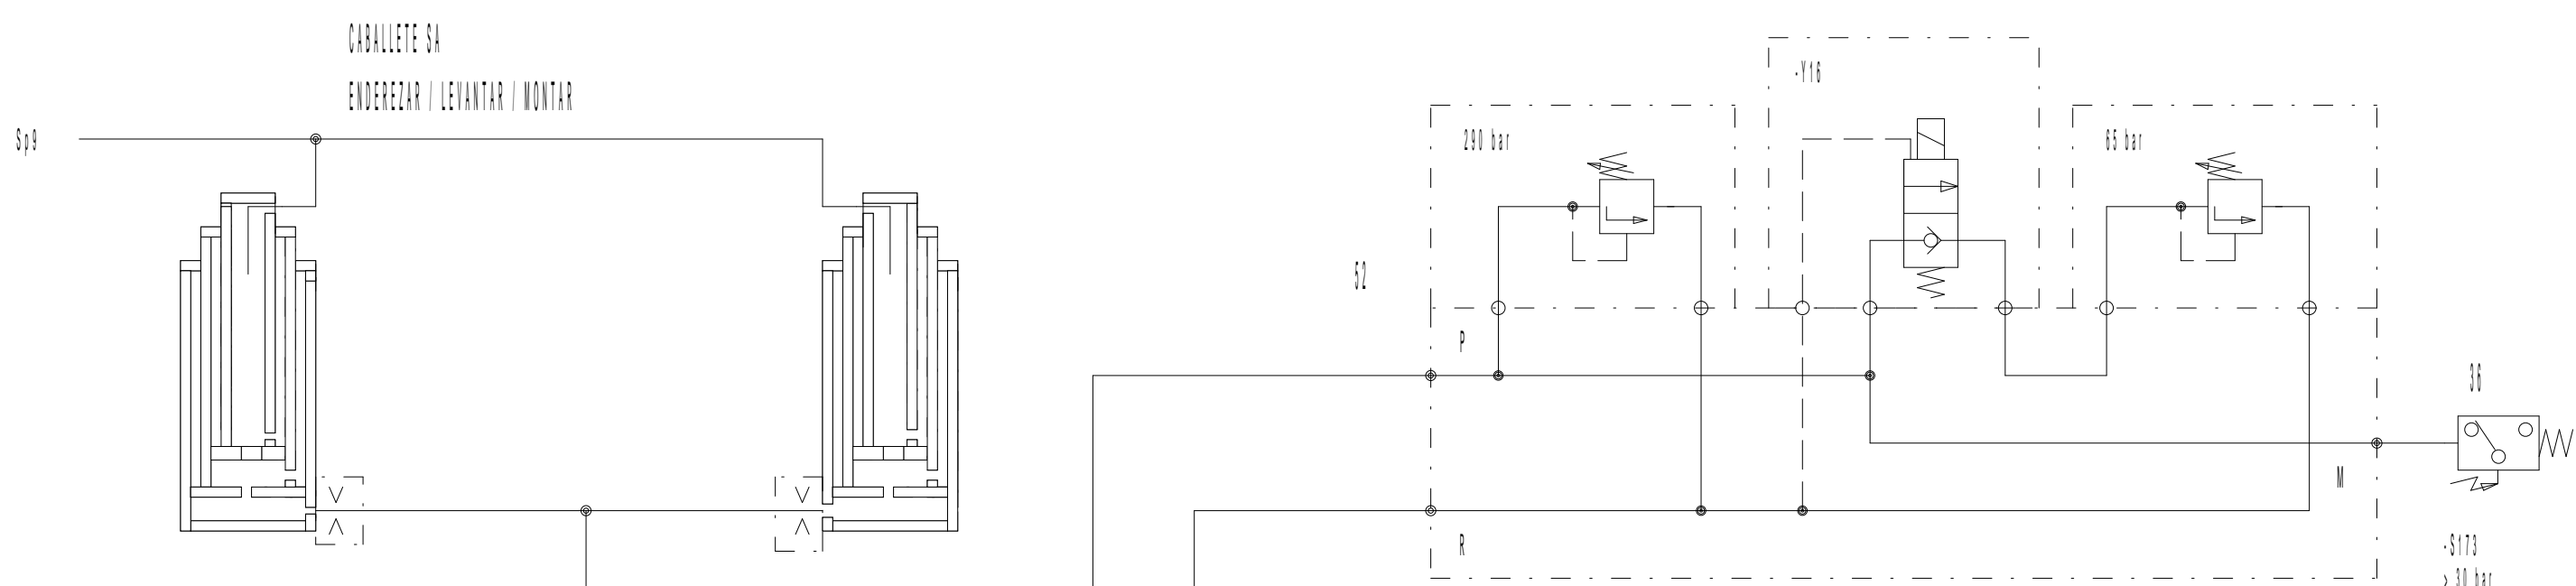 CABALLETE SA
ENDEREZAR / LEVANTAR / MONTAR
Sp9
-Y16
290 bar
65 bar
52
P
36
M
R
-S173
> 30 bar